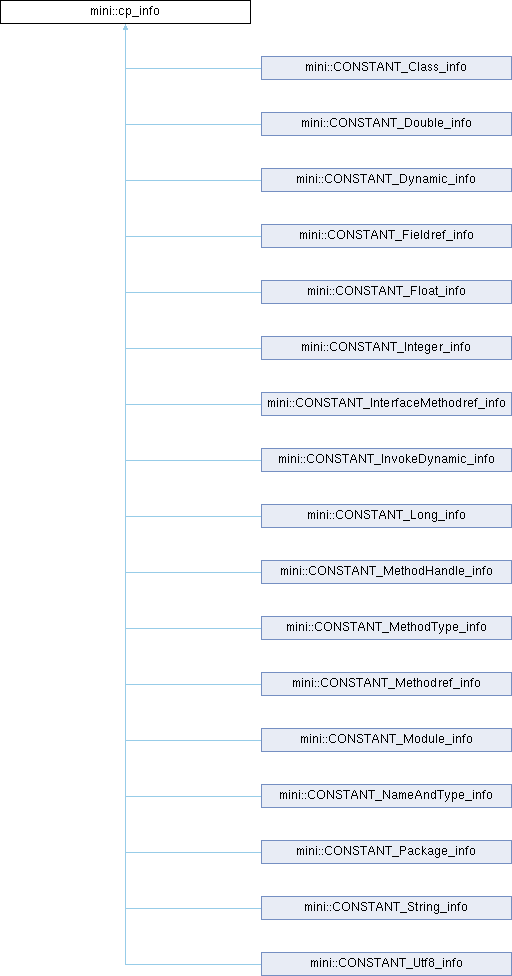 mini::cp_info
mini::CONSTANT_Class_info
mini::CONSTANT_Double_info
mini::CONSTANT_Dynamic_info
mini::CONSTANT_Fieldref_info
mini::CONSTANT_Float_info
mini::CONSTANT_Integer_info
mini::CONSTANT_InterfaceMethodref_info
mini::CONSTANT_InvokeDynamic_info
mini::CONSTANT_Long_info
mini::CONSTANT_MethodHandle_info
mini::CONSTANT_MethodType_info
mini::CONSTANT_Methodref_info
mini::CONSTANT_Module_info
mini::CONSTANT_NameAndType_info
mini::CONSTANT_Package_info
mini::CONSTANT_String_info
mini::CONSTANT_Utf8_info